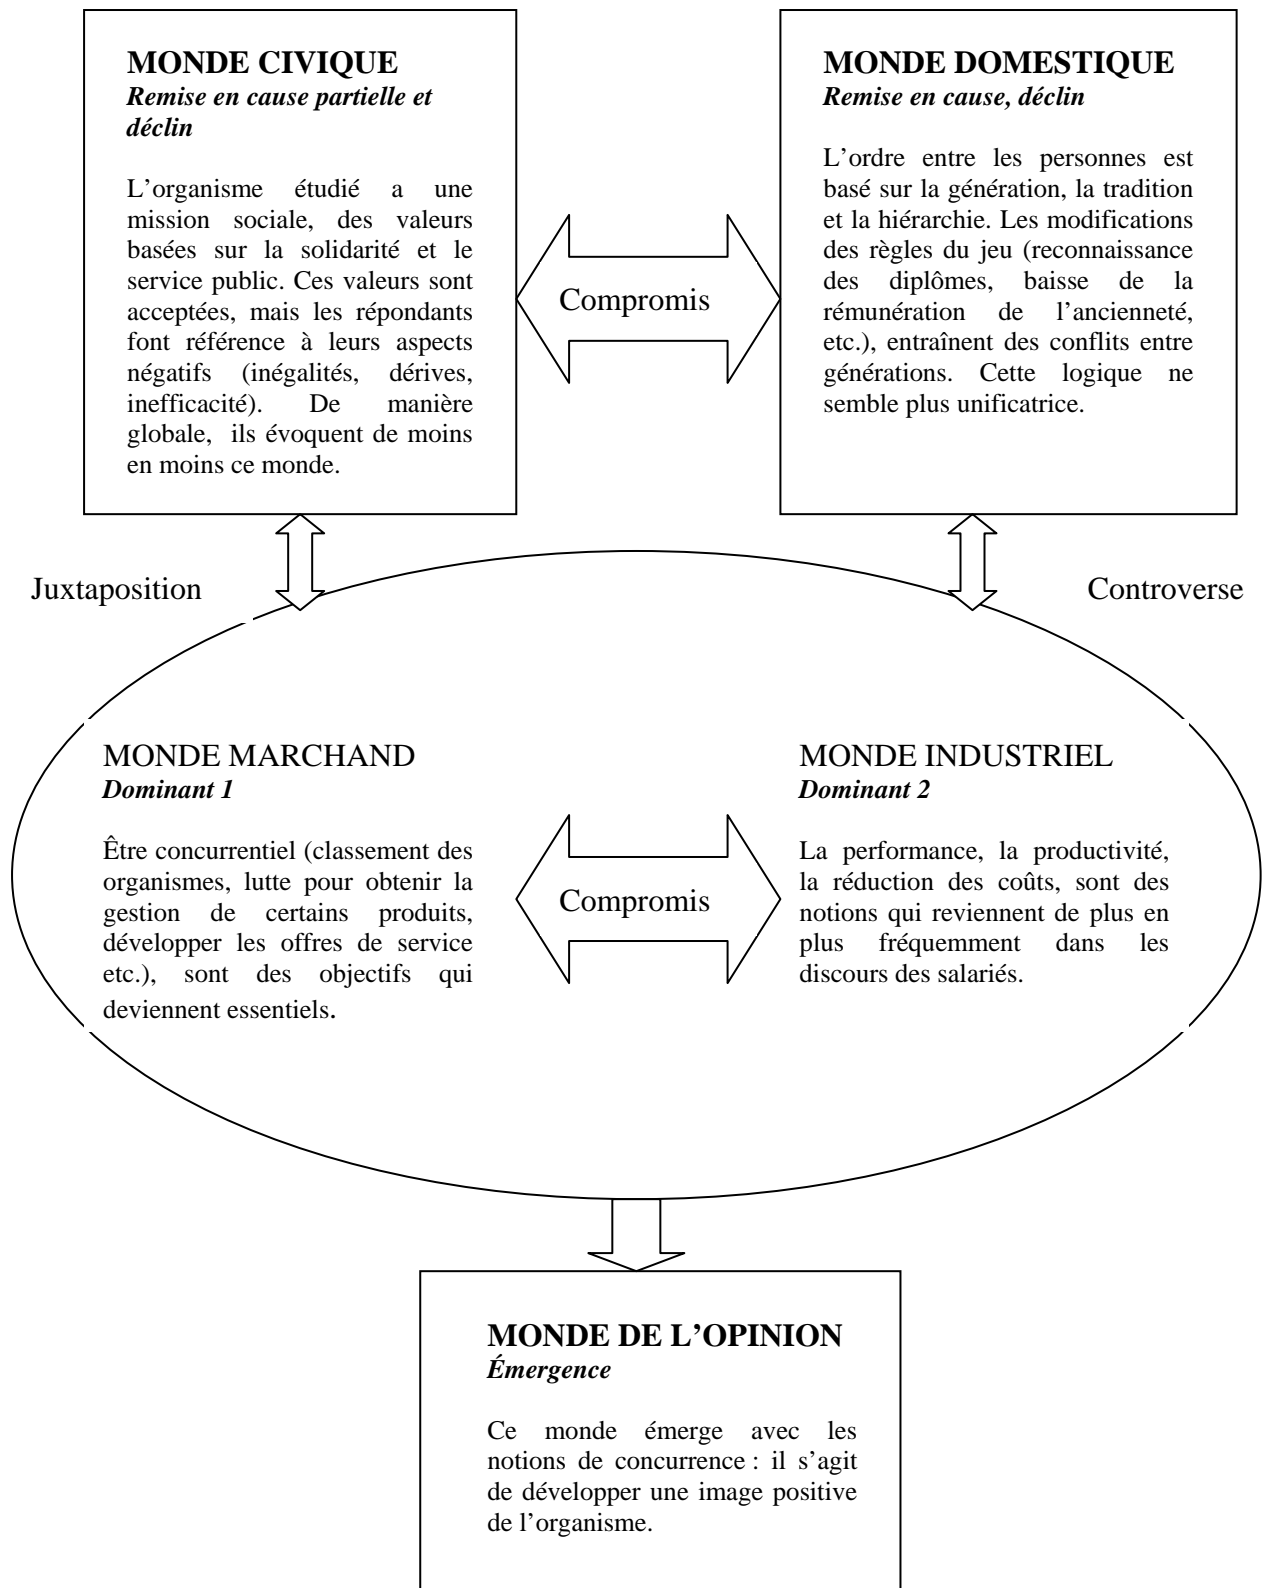 MONDE CIVIQUE
Remise en cause partielle et
déclin
L’organisme étudié a une
mission sociale, des valeurs
basées sur la solidarité et le
service public. Ces valeurs sont
acceptées, mais les répondants
font référence à leurs aspects
négatifs (inégalités, dérives,
inefficacité). De manière
globale, ils évoquent de moins
en moins ce monde.
Compromis
MONDE DOMESTIQUE
Remise en cause, déclin
L’ordre entre les personnes est
basé sur la génération, la tradition
et la hiérarchie. Les modifications
des règles du jeu (reconnaissance
des diplômes, baisse de la
rémunération de l’ancienneté,
etc.), entraînent des conflits entre
générations. Cette logique ne
semble plus unificatrice.
Juxtaposition
Controverse
MONDE MARCHAND
Dominant 1
Être concurrentiel (classement des
organismes, lutte pour obtenir la
gestion de certains produits,
développer les offres de service
etc.), sont des objectifs qui
deviennent essentiels.
Compromis
MONDE INDUSTRIEL
Dominant 2
La performance, la productivité,
la réduction des coûts, sont des
notions qui reviennent de plus en
plus fréquemment dans les
discours des salariés.
MONDE DE L’OPINION
Émergence
Ce monde émerge avec les
notions de concurrence : il s’agit
de développer une image positive
de l’organisme.